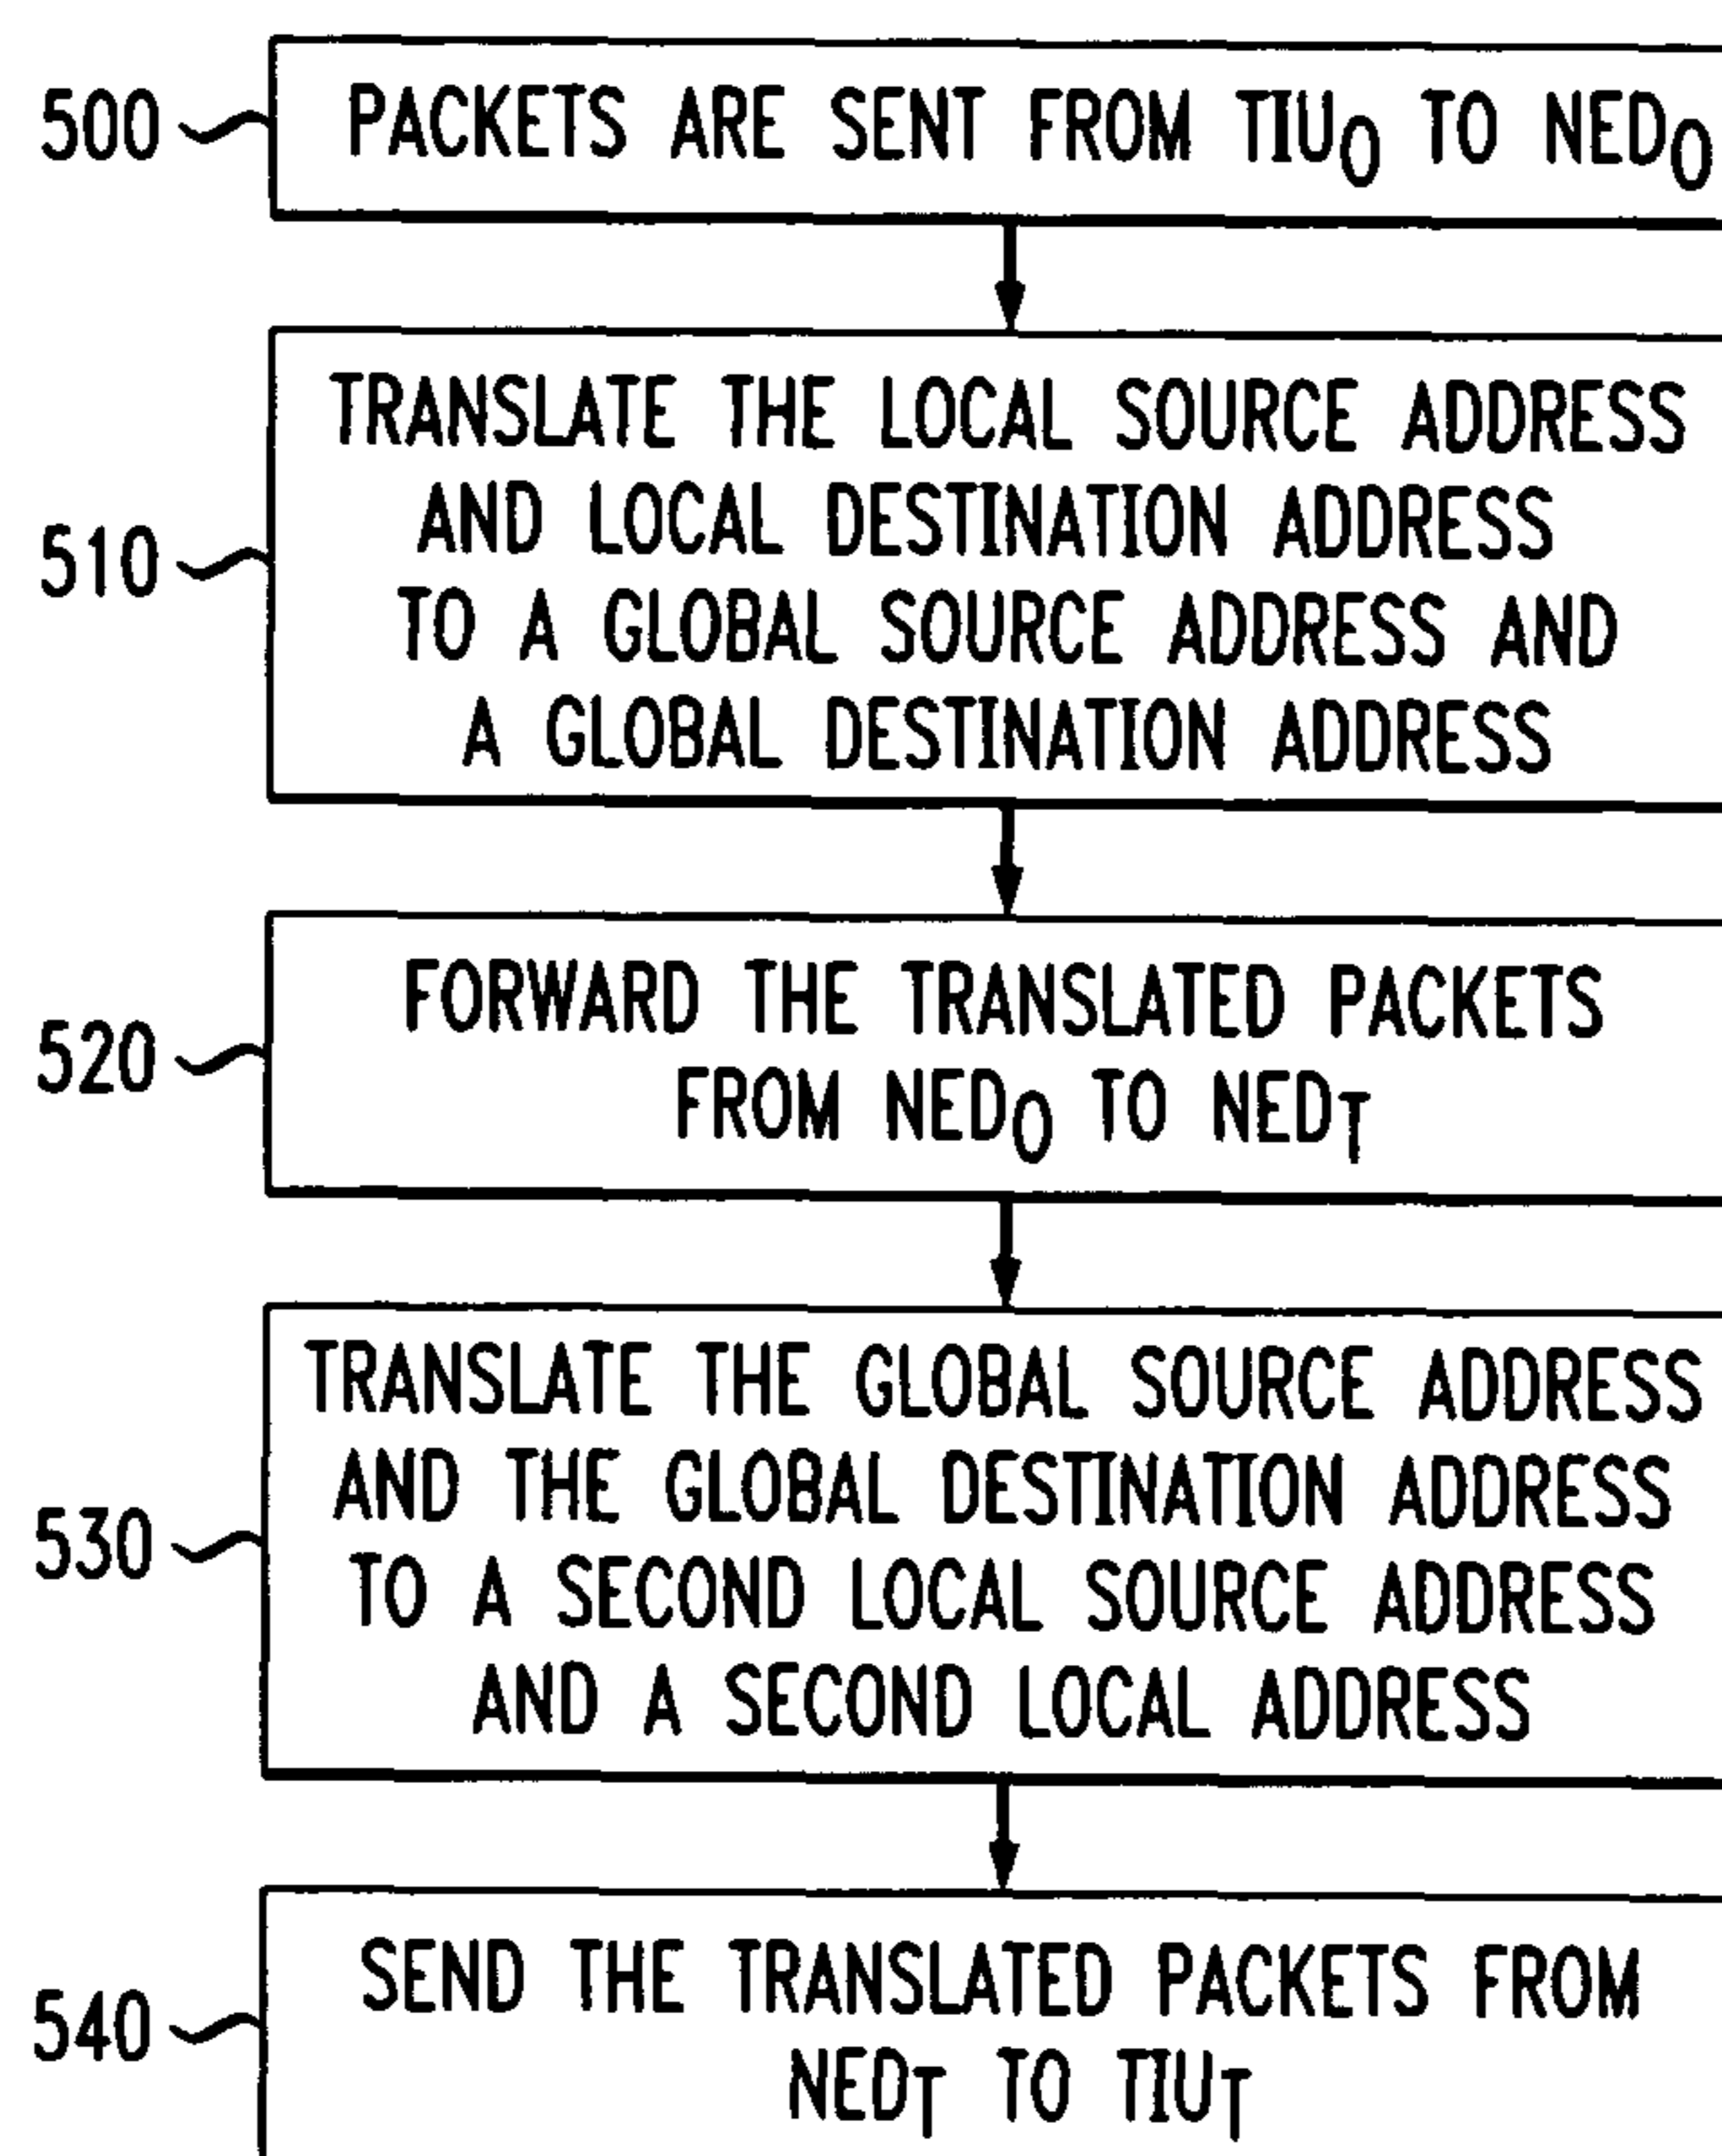 500 PACKETS ARE SENT FROM TIU₀ TO NED₀
TRANSLATE THE LOCAL SOURCE ADDRESS
AND LOCAL DESTINATION ADDRESS
510
TO A GLOBAL SOURCE ADDRESS AND
A GLOBAL DESTINATION ADDRESS
FORWARD THE TRANSLATED PACKETS
520
FROM NED₀ TO NEDT
TRANSLATE THE GLOBAL SOURCE ADDRESS
AND THE GLOBAL DESTINATION ADDRESS
530
TO A SECOND LOCAL SOURCE ADDRESS
AND A SECOND LOCAL ADDRESS
SEND THE TRANSLATED PACKETS FROM
540
NEDT TO TIUT